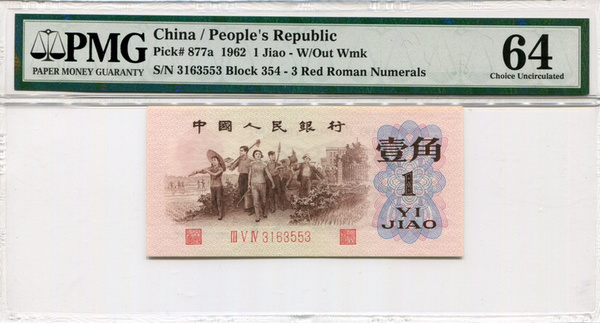 PMG
PAPER MONEY GUARANTY
China / People's Republic
Pick# 877a 1962 1 Jiao - W/Out Wmk
S/N 3163553 Block 354 - 3 Red Roman Numerals
64
Choice Uncirculated
中國人民銀行
壹角
1
YI
JIAO
III V IV 3163553